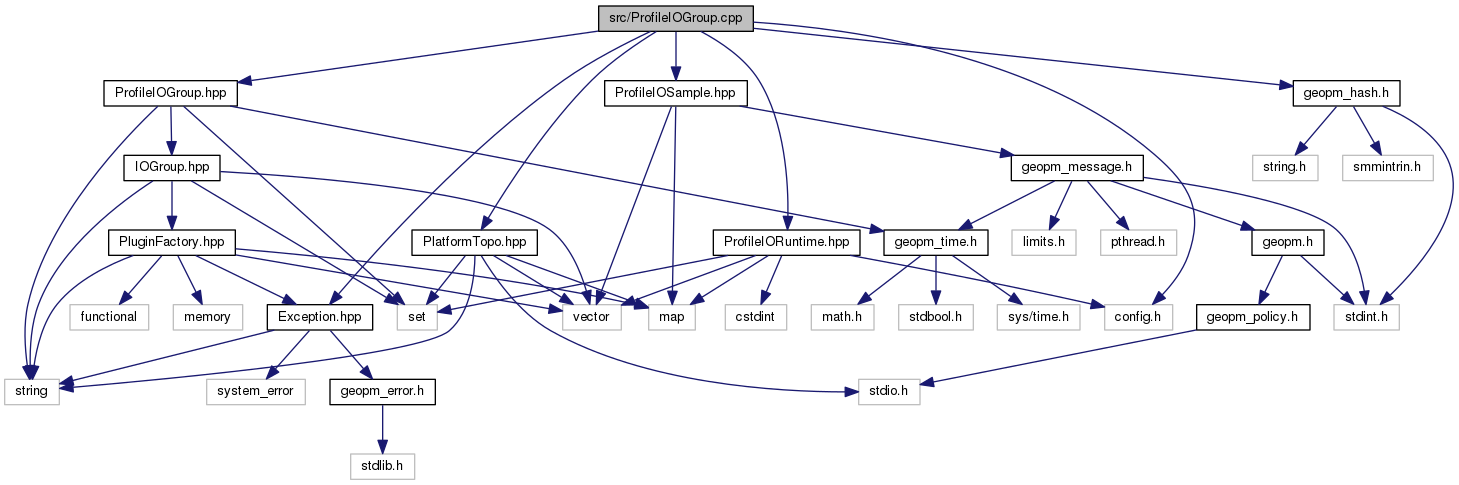 src/ProfileIOGroup.cpp
ProfileIOGroup.hpp
ProfileIOSample.hpp
geopm_hash.h
IOGroup.hpp
geopm_message.h
string.h
smmintrin.h
PluginFactory.hpp
PlatformTopo.hpp
ProfileIORuntime.hpp
geopm_time.h
limits.h
pthread.h
geopm.h
functional
memory
Exception.hpp
set
vector
map
cstdint
math.h
stdbool.h
sys/time.h
config.h
geopm_policy.h
stdint.h
string
system_error
geopm_error.h
stdio.h
stdlib.h